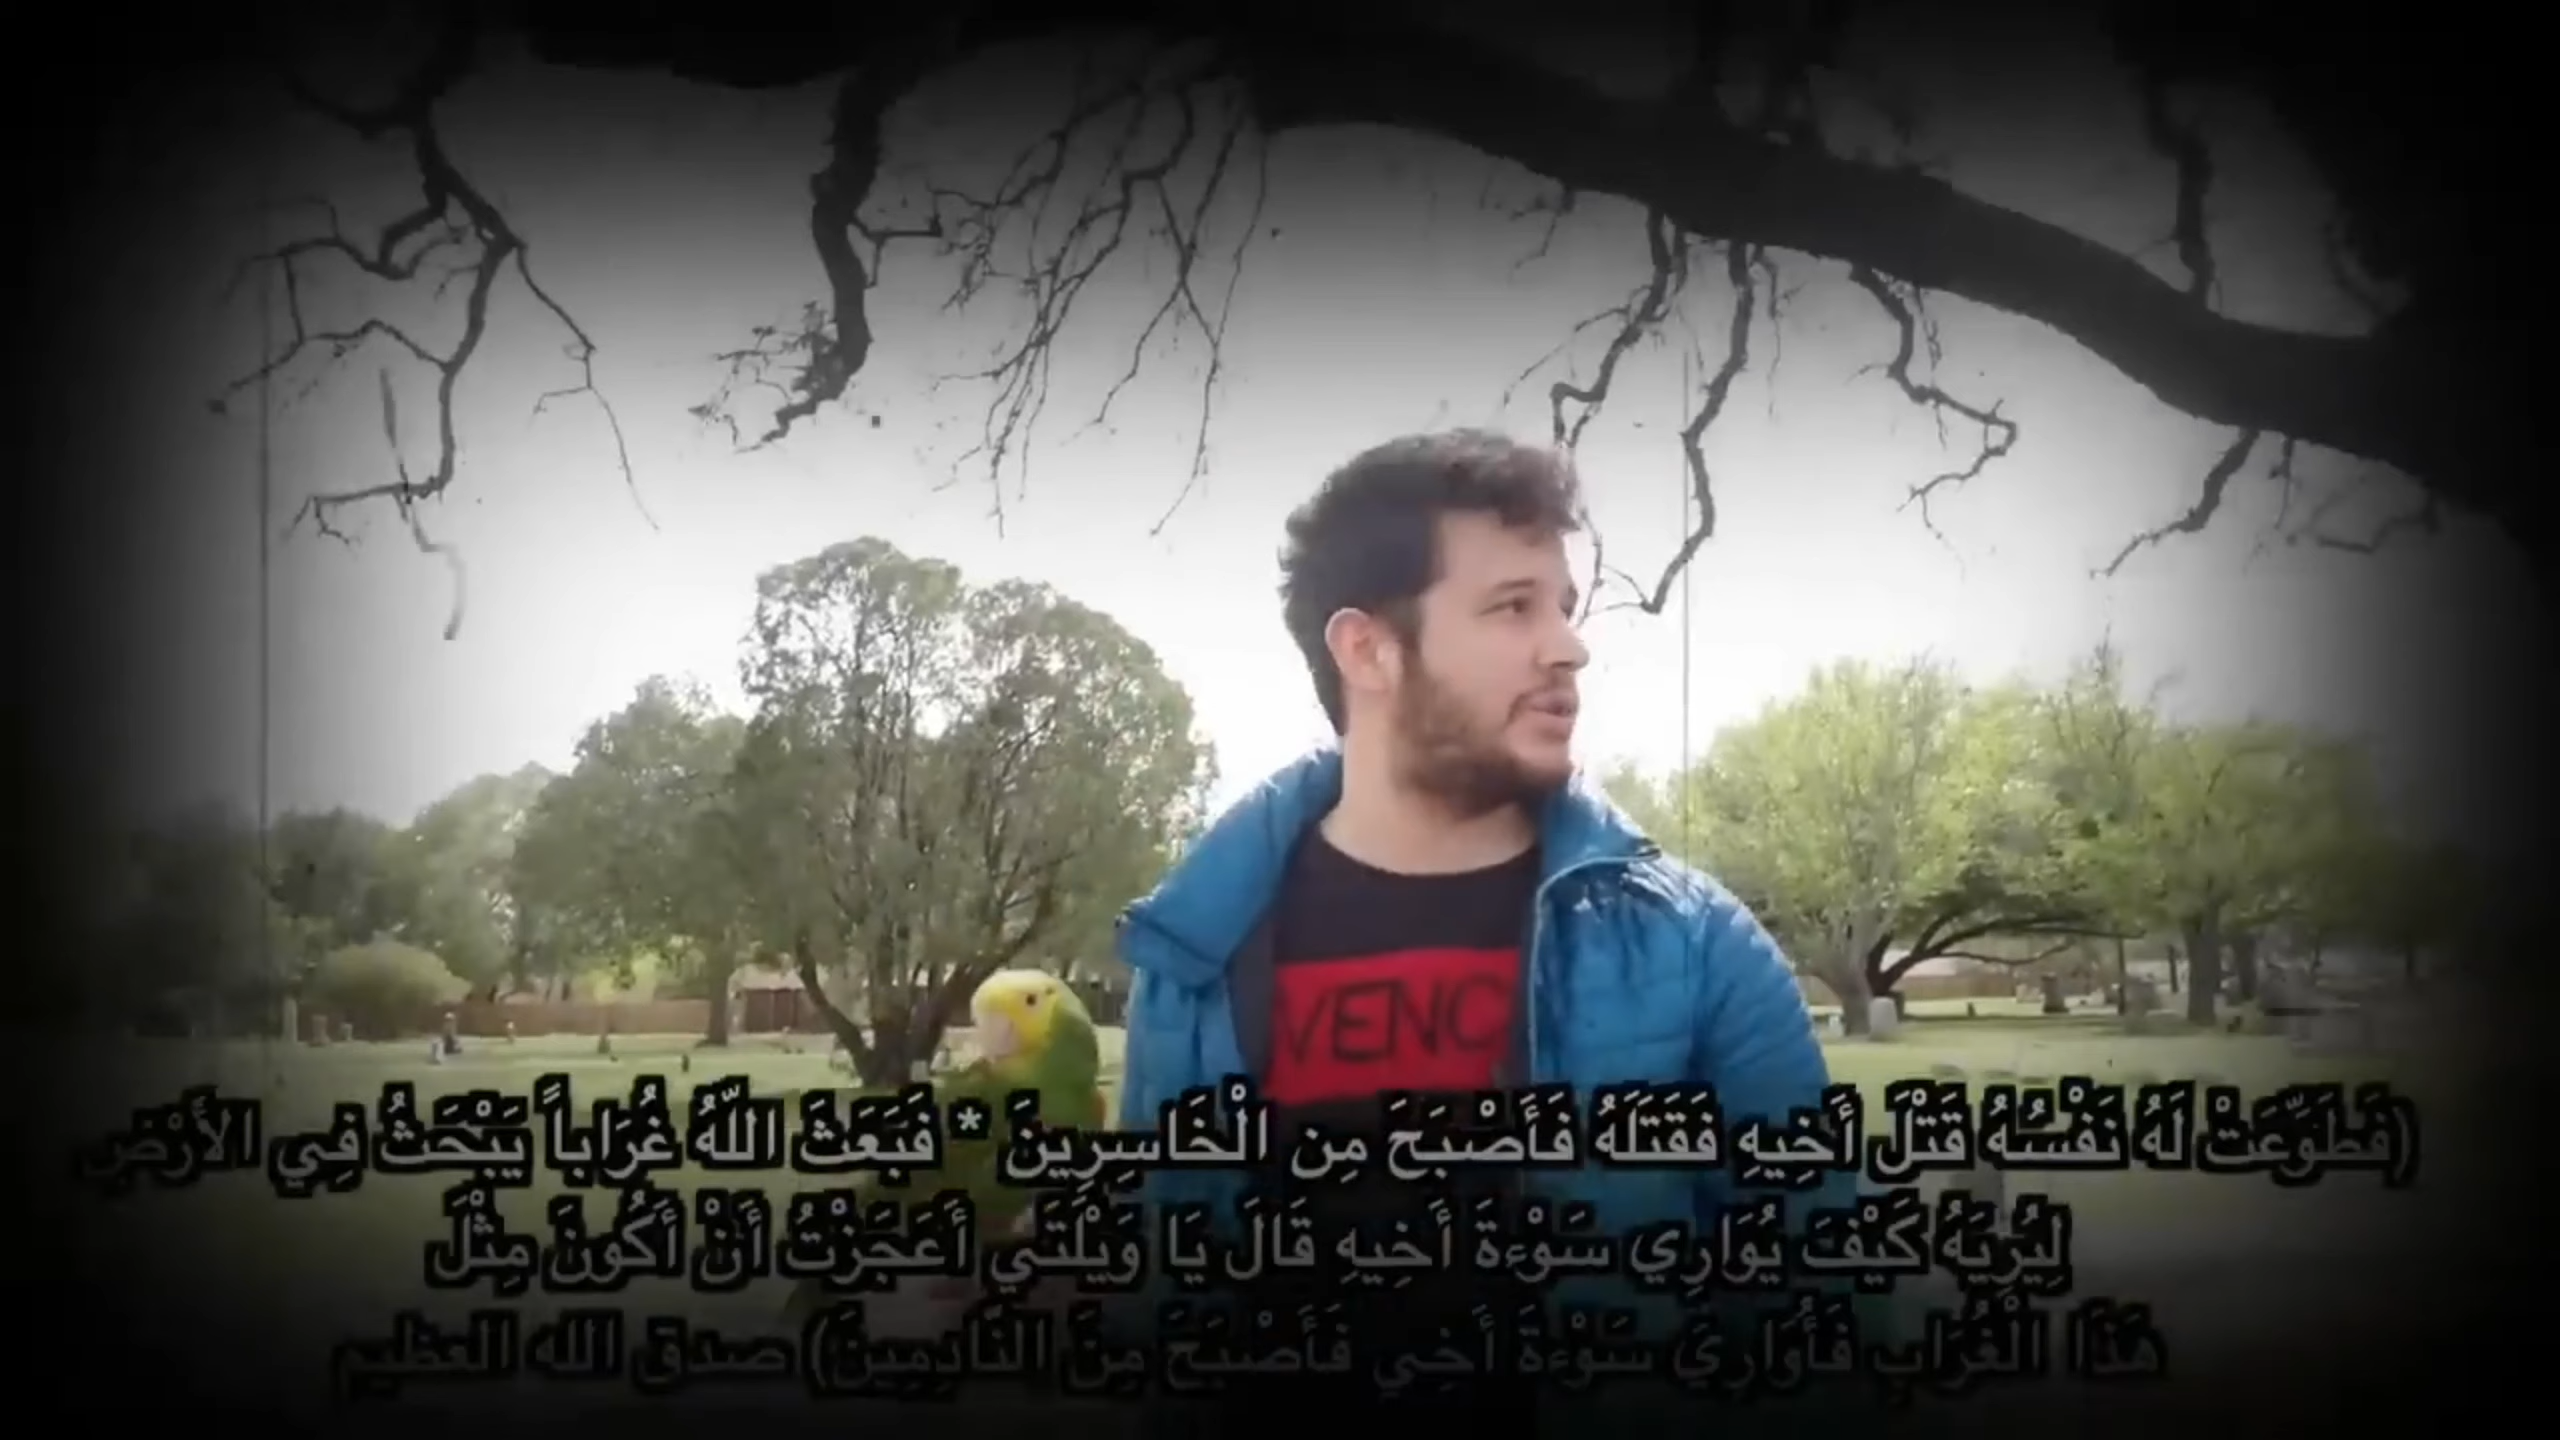 VENC
(فَطَوَّعَتْ لَهُ نَفْسُهُ قَتْلَ أَخِيهِ فَقَتَلَهُ فَأَصْبَحَ مِن الْخَاسِرِينَ * فَبَعَثَ اللّهُ غُرَاباً يَبْحَثُ فِي الأَرْضِ
لِيُرِيَهُ كَيْفَ يُوَارِي سَوْءةَ أَخِيهِ قَالَ يَا وَيْلَتَى أَعَجَزْتُ أَنْ أَكُونَ مِثْلَ
هَذَا الْغُرَابِ فَأُوَارِيَ سَوْءةَ أَخِي فَأَصْبَحَ مِنَ النَّادِمِينَ) صدق الله العظيم